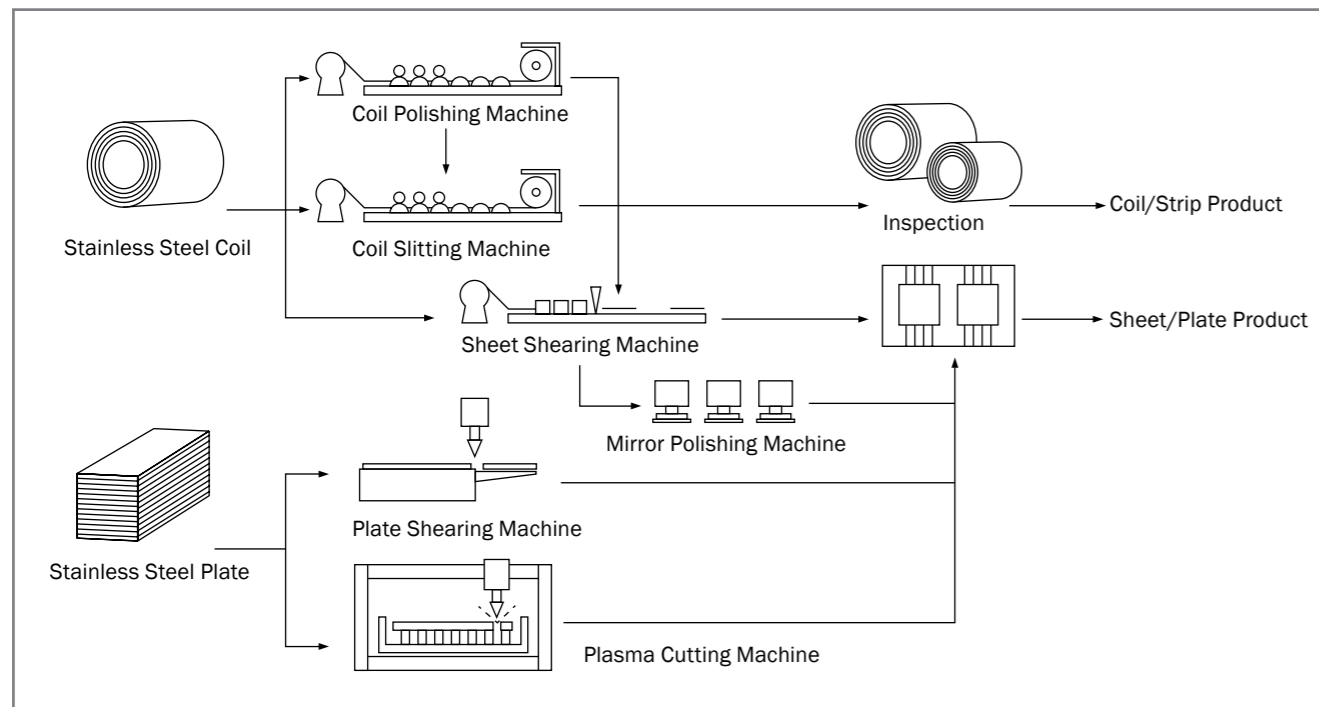 Coil Polishing Machine
Stainless Steel Coil
Coil Slitting Machine
Inspection
Coil/Strip Product
Sheet Shearing Machine
Sheet/Plate Product
Mirror Polishing Machine
Plate Shearing Machine
Stainless Steel Plate
Plasma Cutting Machine